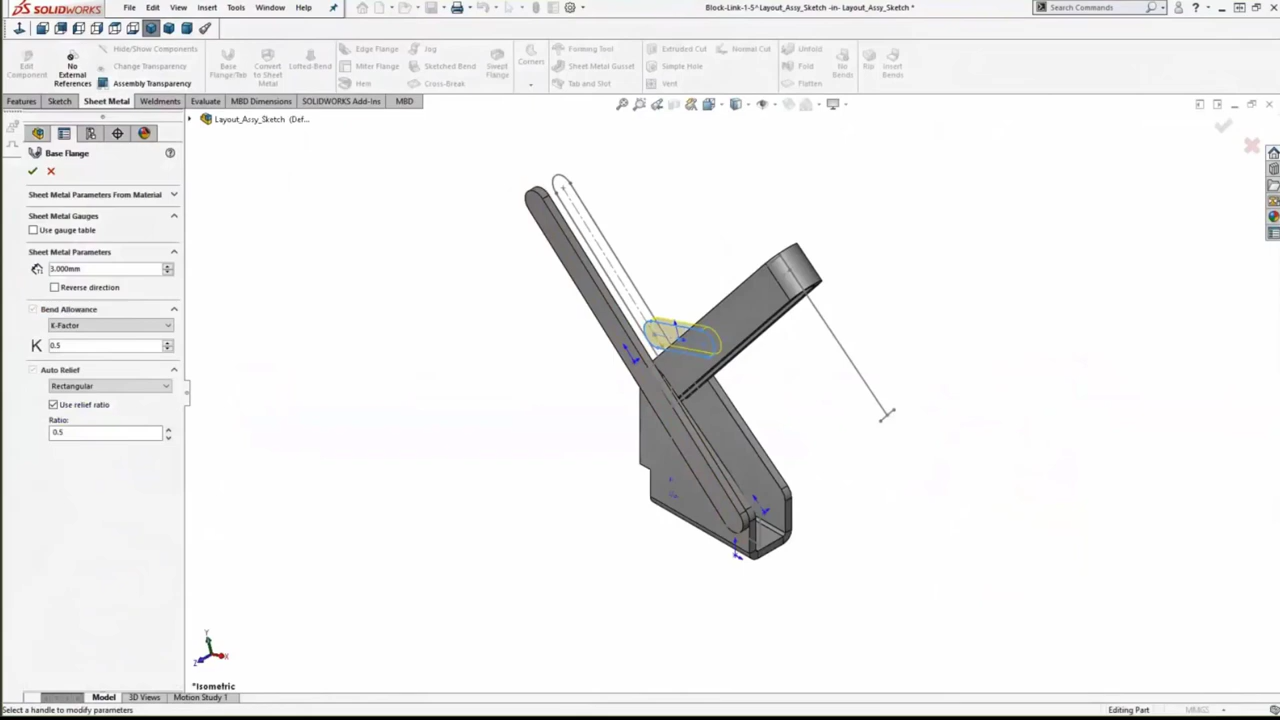 SOLIDWORKS File Edit View Insert Tools Window Help Block-Link-1-5^Layout_Assy_Sketch -in- Layout_Assy_Sketch * Search Commands ?
Edit Component
No External References
Hide/Show Components
Change Transparency
Assembly Transparency
Base Flange/Tab
Convert to Sheet Metal
Lofted-Bend
Edge Flange
Miter Flange
Hem
Jog
Sketched Bend
Cross-Break
Swept Flange
Corners
Forming Tool
Sheet Metal Gusset
Tab and Slot
Extruded Cut
Simple Hole
Vent
Normal Cut
Unfold
Fold
Flatten
No Bends
Rip
Insert Bends
Features Sketch Sheet Metal Weldments Evaluate MBD Dimensions SOLIDWORKS Add-Ins MBD
Layout_Assy_Sketch (Def...
Base Flange ?
Sheet Metal Parameters From Material
Sheet Metal Gauges
Use gauge table
Sheet Metal Parameters
3.000mm
Reverse direction
Bend Allowance
K-Factor
K 0.5
Auto Relief
Rectangular
Use relief ratio
Ratio:
0.5
Y
Z X
*Isometric
Model 3D Views Motion Study 1
Select a handle to modify parameters Editing Part MMGS